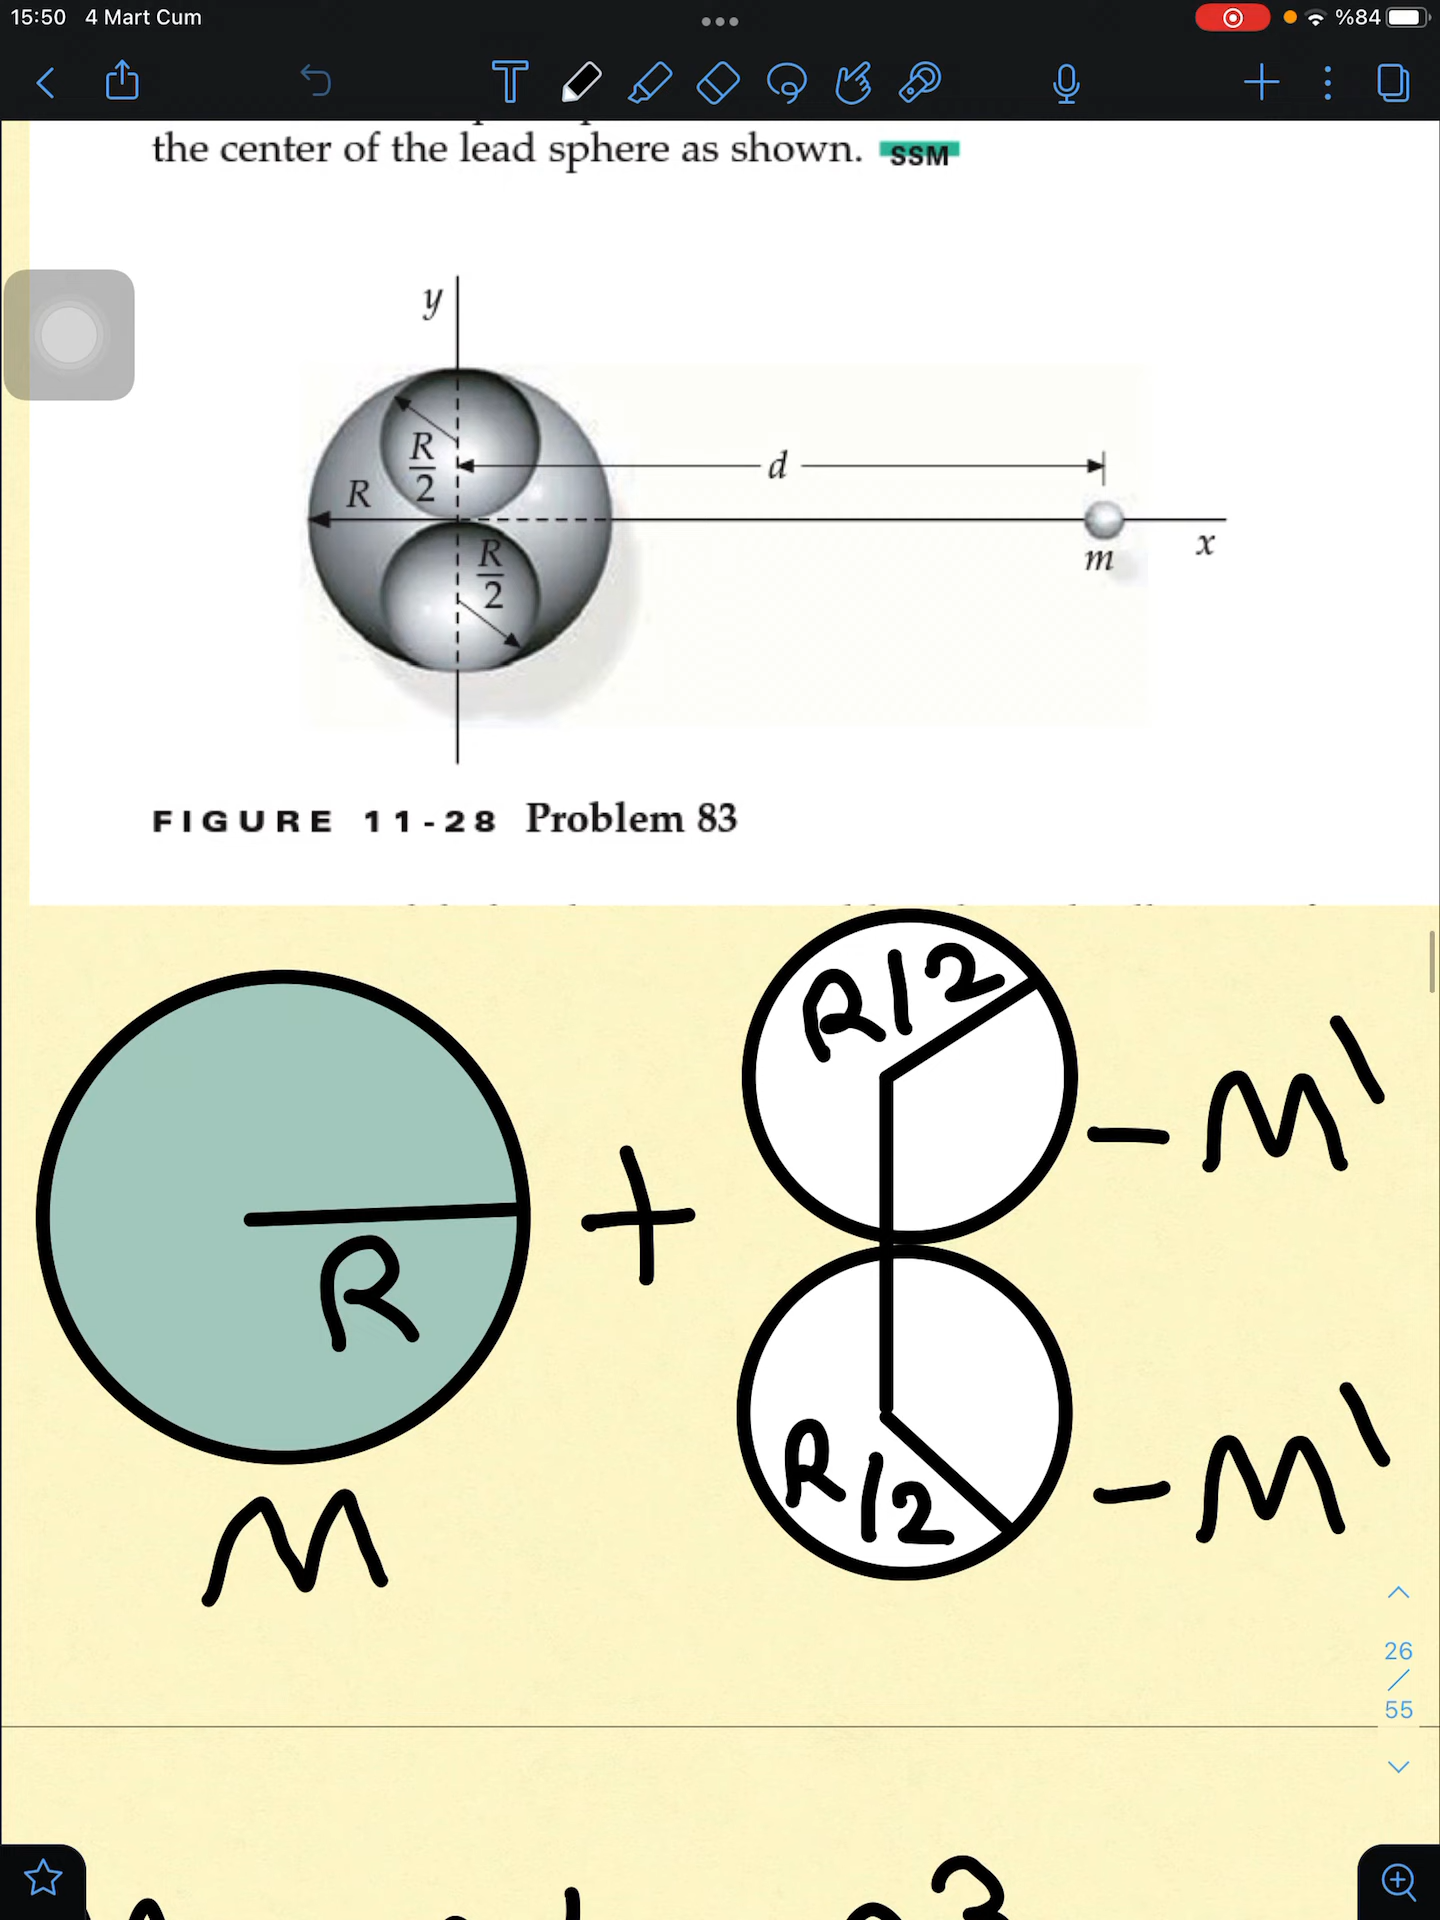 15:50 4 Mart Cum %84
the center of the lead sphere as shown. SSM
y
R/2
R
d
R/2
m
x
FIGURE 11-28 Problem 83
R/2
- M'
R
+
R/2
- M'
M
26
/
55